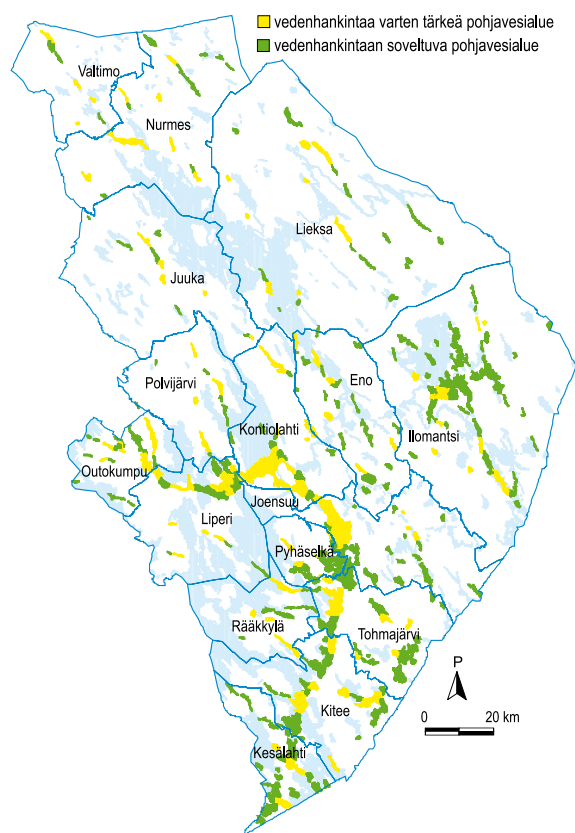 vedenhankintaa varten tärkeä pohjavesialue
vedenhankintaan soveltuva pohjavesialue
Valtimo
Nurmes
Lieksa
Juuka
Polvijärvi
Eno
Kontiolahti
Ilomantsi
Outokumpu
Joensuu
Liperi
Pyhäselkä
Rääkkylä
Tohmajärvi
P
Kitee
0 20 km
Kesälahti